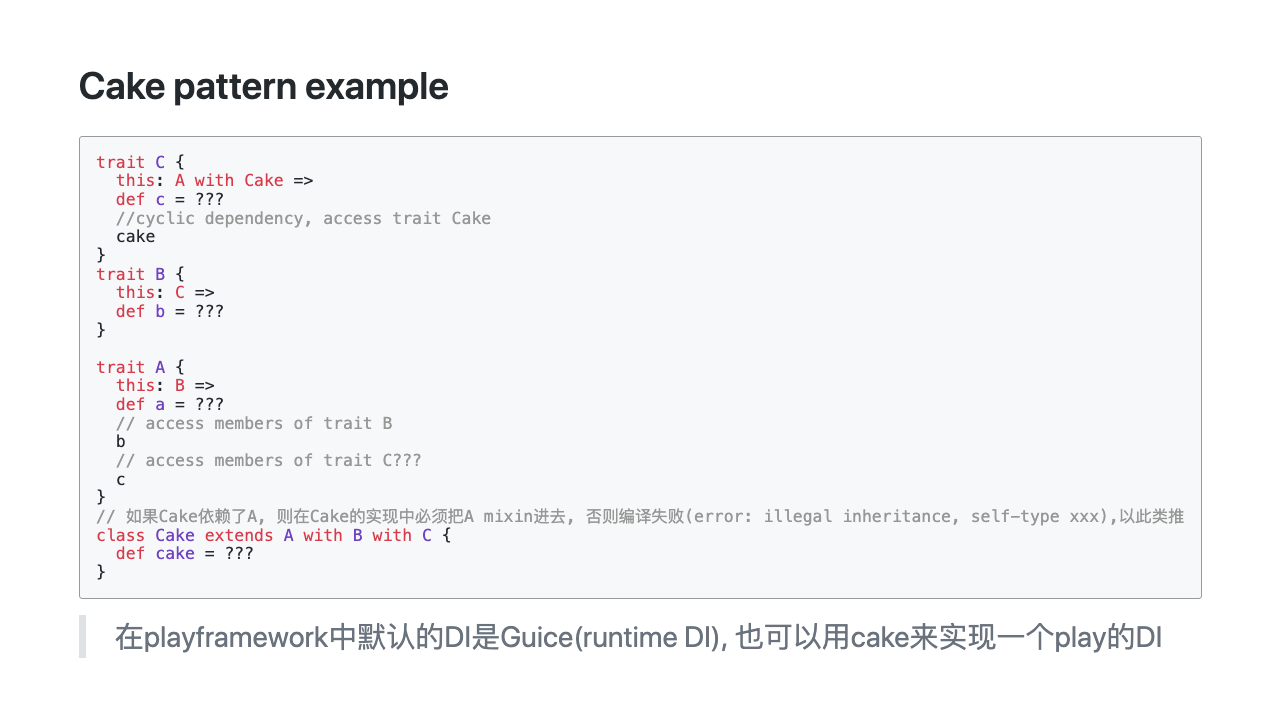 Cake pattern example
trait C {
  this: A with Cake =>
  def c = ???
  //cyclic dependency, access trait Cake
  cake
}
trait B {
  this: C =>
  def b = ???
}

trait A {
  this: B =>
  def a = ???
  // access members of trait B
  b
  // access members of trait C???
  c
}
// 如果Cake依赖了A, 则在Cake的实现中必须把A mixin进去, 否则编译失败(error: illegal inheritance, self-type xxx),以此类推
class Cake extends A with B with C {
  def cake = ???
}
在playframework中默认的DI是Guice(runtime DI), 也可以用cake来实现一个play的DI